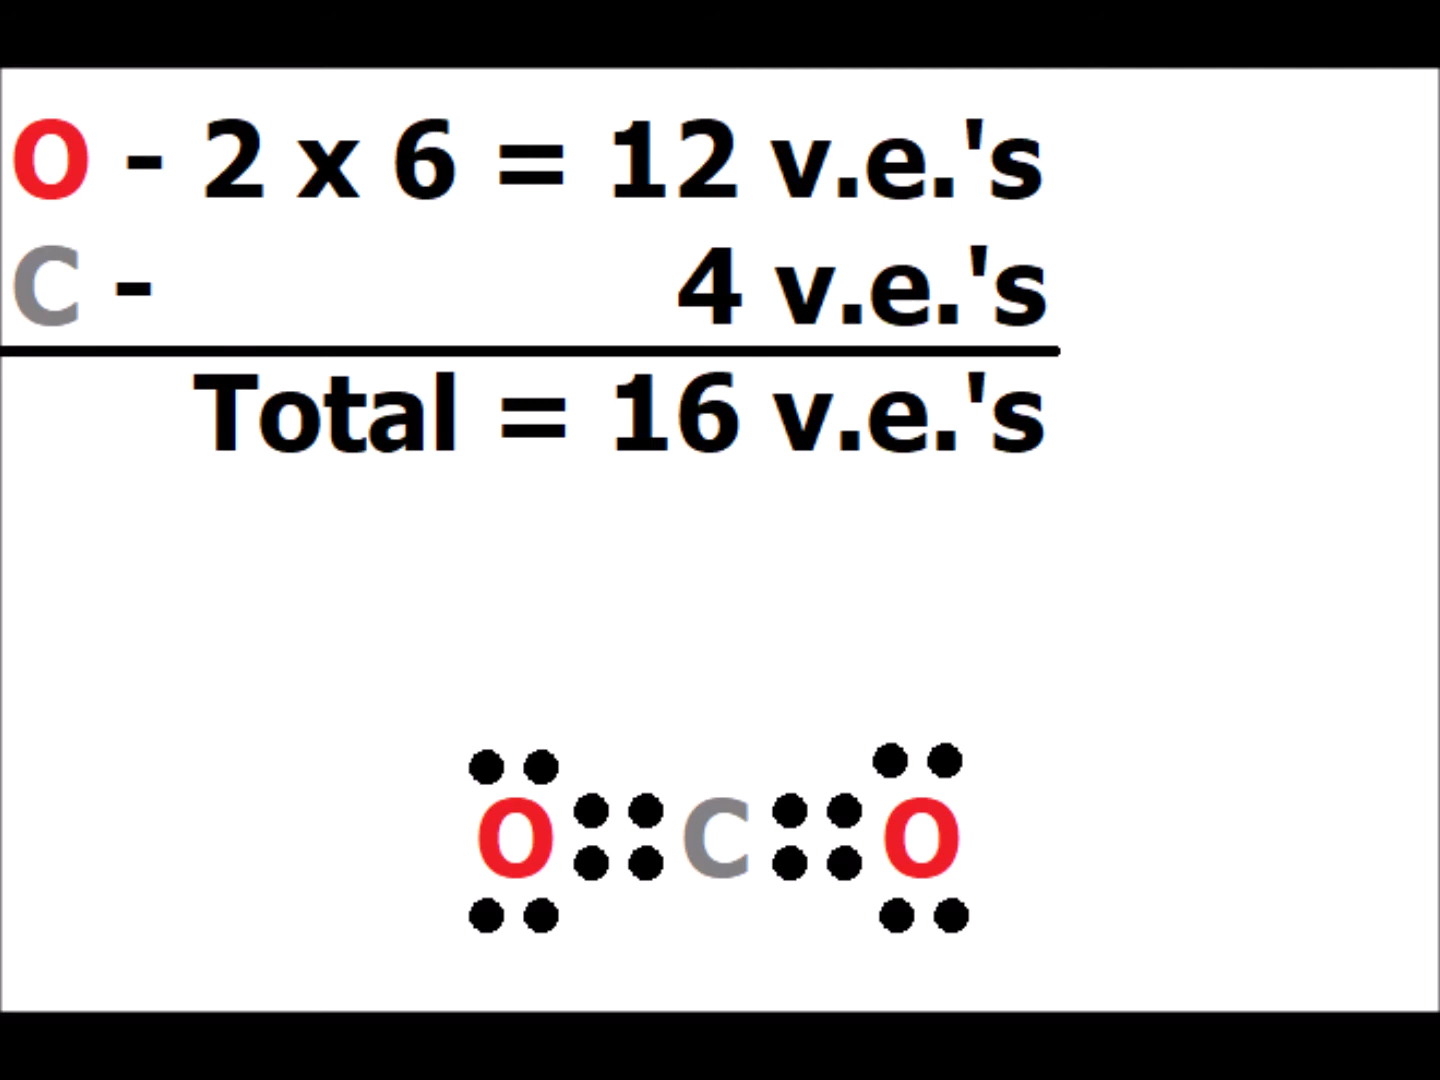 O - 2 x 6 = 12 v.e.'s
C - 4 v.e.'s
Total = 16 v.e.'s
O C O